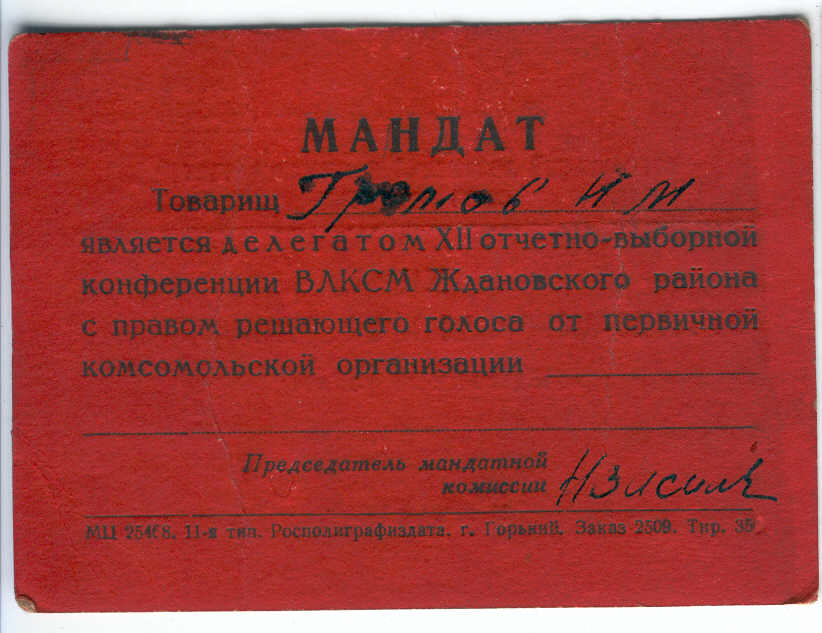 МАНДАТ
Товарищ Громов И М
является делегатом XII отчетно-выборной
конференции ВЛКСМ Ждановского района
с правом решающего голоса от первичной
комсомольской организации
Председатель мандатной
комиссии
МЦ 25468. 11-я тип. Росполиграфиздата. г. Горький. Заказ 2509. Тир. 35